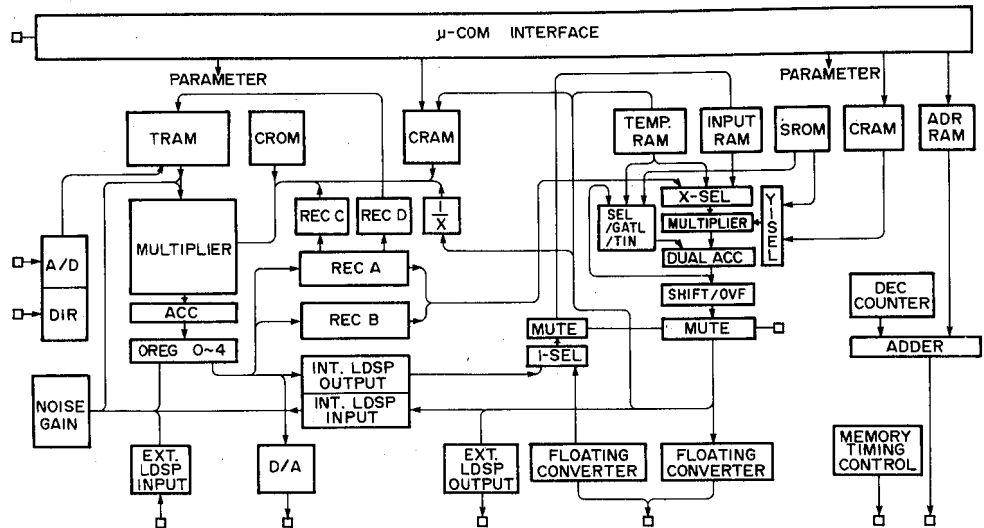 μ-COM INTERFACE
PARAMETER
PARAMETER
TRAM
CROM
CRAM
TEMP.
RAM
INPUT
RAM
SROM
CRAM
ADR
RAM
REC C
REC D
1
X
SEL
/GATL
/TIN
X-SEL
MULTIPLIER
Y-SEL
DUAL ACC
MULTIPLIER
A/D
DIR
REC A
SHIFT/OVF
DEC
COUNTER
ACC
REC B
MUTE
MUTE
OREG 0~4
I-SEL
ADDER
INT. LDSP
OUTPUT
INT. LDSP
INPUT
NOISE
GAIN
EXT.
LDSP
INPUT
D/A
EXT.
LDSP
OUTPUT
FLOATING
CONVERTER
FLOATING
CONVERTER
MEMORY
TIMING
CONTROL